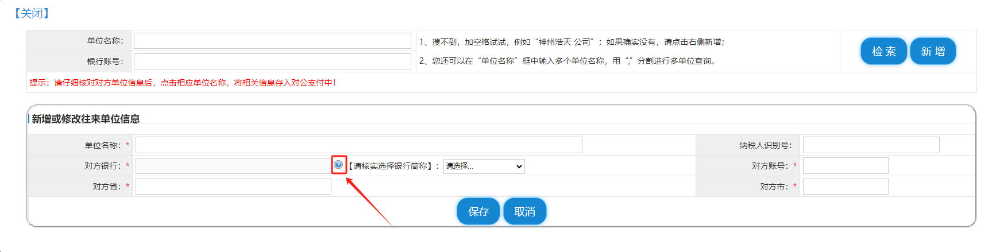 【关闭】
单位名称：
1、搜不到，加空格试试，例如“神州浩天 公司”；如果确实没有，请点击右侧新增；
检 索
新 增
银行账号：
2、您还可以在“单位名称”框中输入多个单位名称，用“,”分割进行多单位查询。
提示：请仔细核对对方单位信息后，点击相应单位名称，将相关信息存入对公支付中！
新增或修改往来单位信息
单位名称：*
纳税人识别号：
对方银行：*
?
【请核实选择银行简称】：
请选择...
对方账号：*
对方省：*
对方市：*
保存
取消